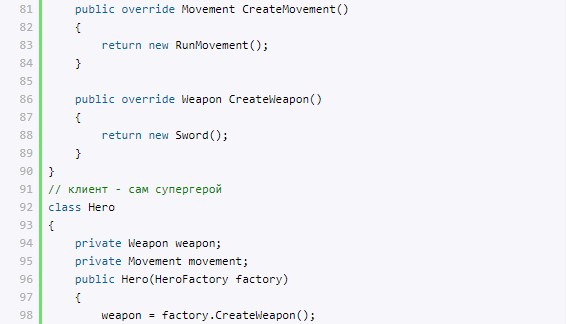 81 public override Movement CreateMovement()
82 {
83 return new RunMovement();
84 }
85
86 public override Weapon CreateWeapon()
87 {
88 return new Sword();
89 }
90 }
91 // клиент - сам супергерой
92 class Hero
93 {
94 private Weapon weapon;
95 private Movement movement;
96 public Hero(HeroFactory factory)
97 {
98 weapon = factory.CreateWeapon();